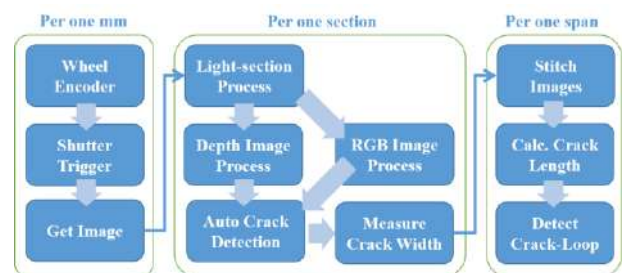 Per one mm
Wheel
Encoder
Shutter
Trigger
Get Image
Per one section
Light-section
Process
Depth Image
Process
RGB Image
Process
Auto Crack
Detection
Measure
Crack Width
Per one span
Stitch
Images
Calc. Crack
Length
Detect
Crack-Loop